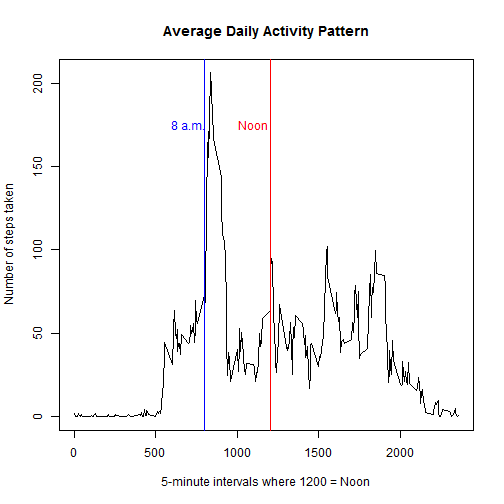 Average Daily Activity Pattern
Number of steps taken
200
150
100
50
0
8 a.m.
Noon
0
500
1000
1500
2000
5-minute intervals where 1200 = Noon